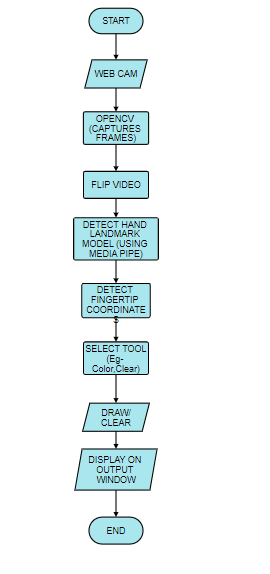 START
WEB CAM
OPENCV
(CAPTURES
FRAMES)
FLIP VIDEO
DETECT HAND
LANDMARK
MODEL (USING
MEDIA PIPE)
DETECT
FINGERTIP
COORDINATE
S
SELECT TOOL
(Eg-
Color,Clear)
DRAW/
CLEAR
DISPLAY ON
OUTPUT
WINDOW
END